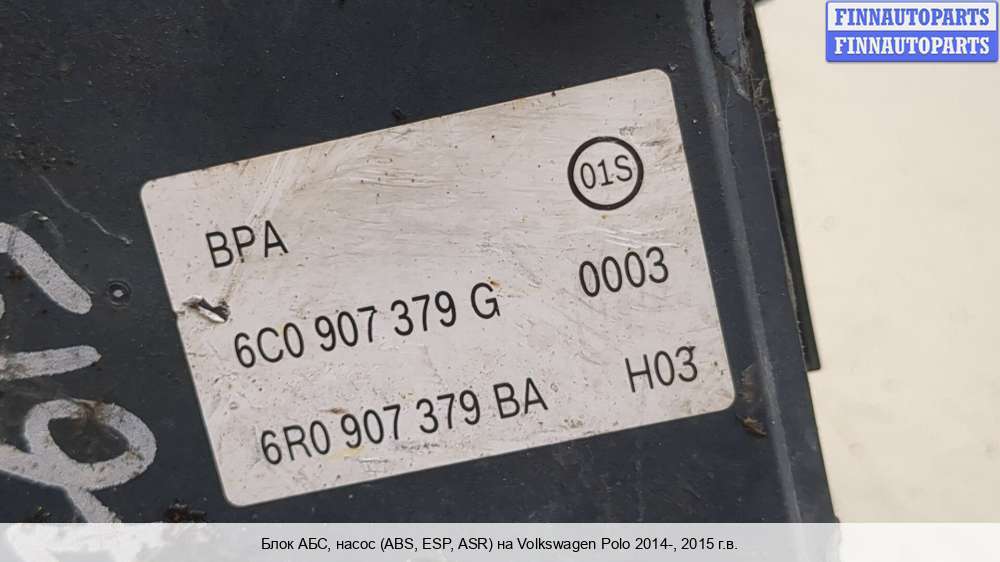 FINNAUTOPARTS
FINNAUTOPARTS
01S
BPA
6C0 907 379 G 0003
6R0 907 379 BA H03
Блок АБС, насос (ABS, ESP, ASR) на Volkswagen Polo 2014-, 2015 г.в.